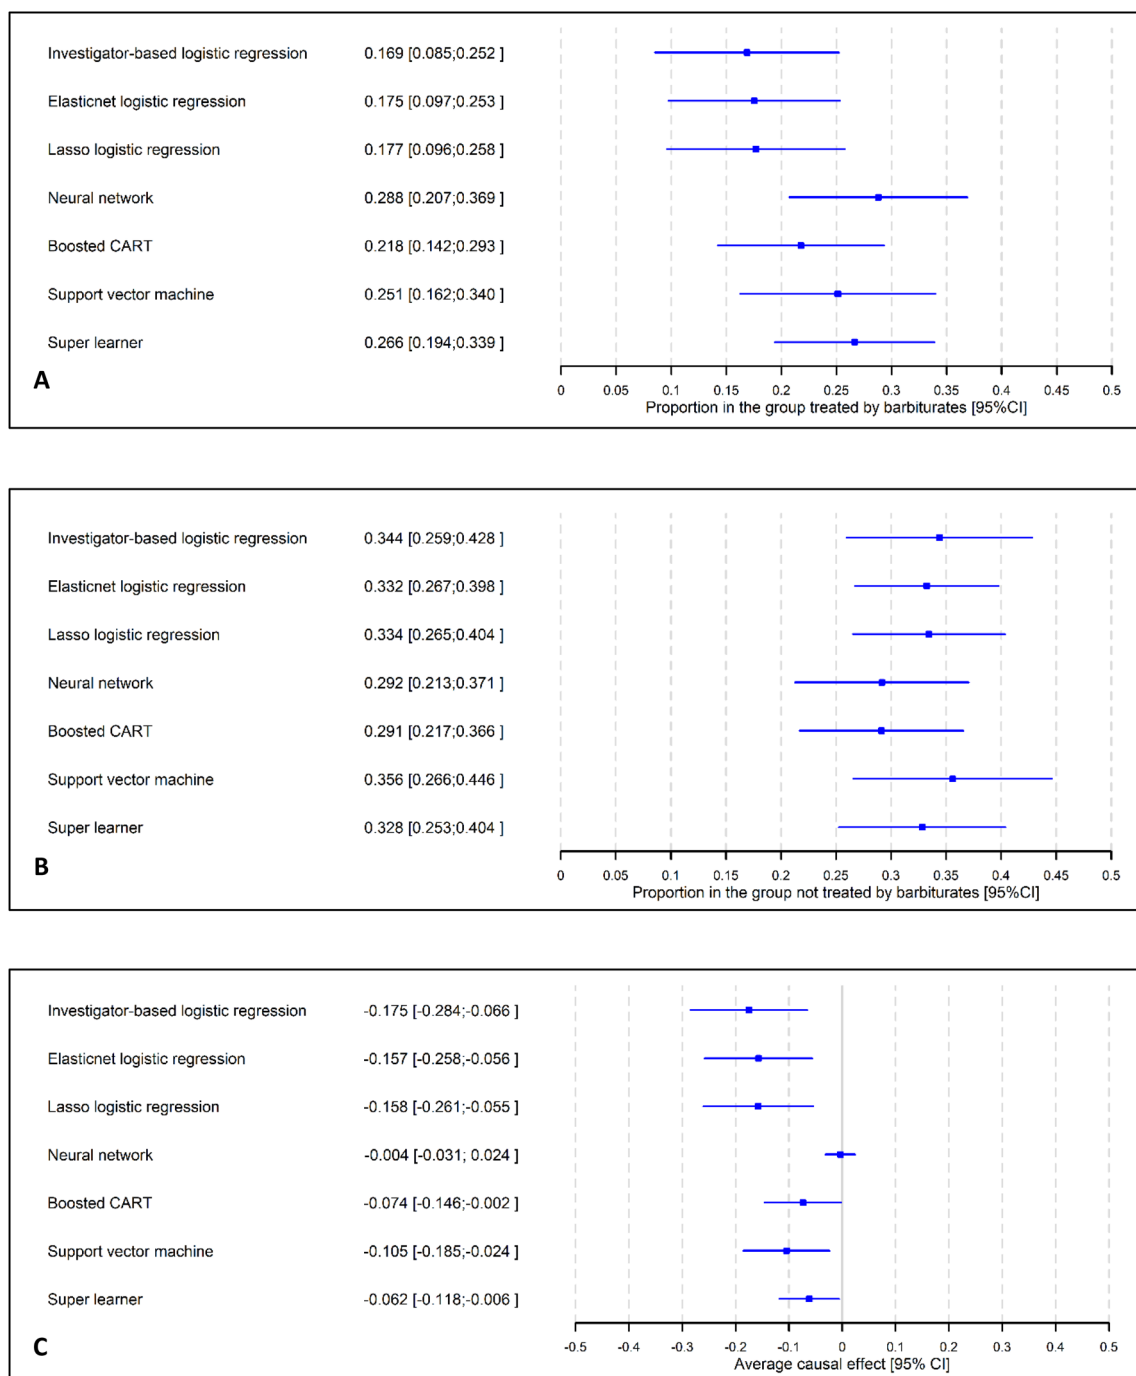 Investigator-based logistic regression 0.169 [0.085;0.252 ]
Elasticnet logistic regression 0.175 [0.097;0.253 ]
Lasso logistic regression 0.177 [0.096;0.258 ]
Neural network 0.288 [0.207;0.369 ]
Boosted CART 0.218 [0.142;0.293 ]
Support vector machine 0.251 [0.162;0.340 ]
Super learner 0.266 [0.194;0.339 ]
A
0 0.05 0.1 0.15 0.2 0.25 0.3 0.35 0.4 0.45 0.5
Proportion in the group treated by barbiturates [95%CI]
Investigator-based logistic regression 0.344 [0.259;0.428 ]
Elasticnet logistic regression 0.332 [0.267;0.398 ]
Lasso logistic regression 0.334 [0.265;0.404 ]
Neural network 0.292 [0.213;0.371 ]
Boosted CART 0.291 [0.217;0.366 ]
Support vector machine 0.356 [0.266;0.446 ]
Super learner 0.328 [0.253;0.404 ]
B
0 0.05 0.1 0.15 0.2 0.25 0.3 0.35 0.4 0.45 0.5
Proportion in the group not treated by barbiturates [95%CI]
Investigator-based logistic regression -0.175 [-0.284;-0.066 ]
Elasticnet logistic regression -0.157 [-0.258;-0.056 ]
Lasso logistic regression -0.158 [-0.261;-0.055 ]
Neural network -0.004 [-0.031; 0.024 ]
Boosted CART -0.074 [-0.146;-0.002 ]
Support vector machine -0.105 [-0.185;-0.024 ]
Super learner -0.062 [-0.118;-0.006 ]
C
-0.5 -0.4 -0.3 -0.2 -0.1 0 0.1 0.2 0.3 0.4 0.5
Average causal effect [95% CI]